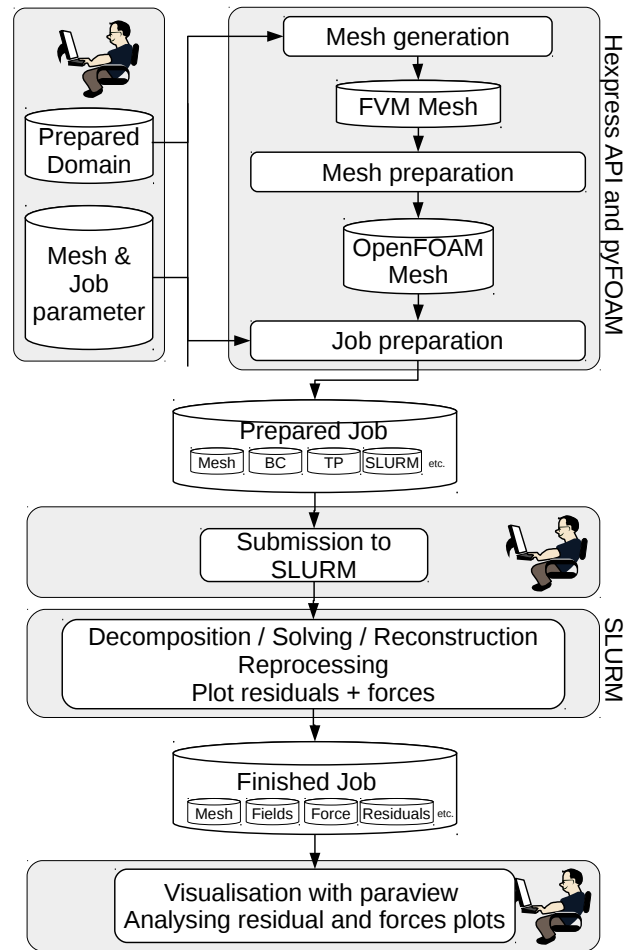 Mesh generation
FVM Mesh
Mesh preparation
OpenFOAM
Mesh
Job preparation
Hexpress API and pyFOAM
Prepared
Domain
Mesh &
Job
parameter
Prepared Job
Mesh
BC
TP
SLURM
etc.
Submission to
SLURM
Decomposition / Solving / Reconstruction
Reprocessing
Plot residuals + forces
SLURM
Finished Job
Mesh
Fields
Force
Residuals
etc.
Visualisation with paraview
Analysing residual and forces plots